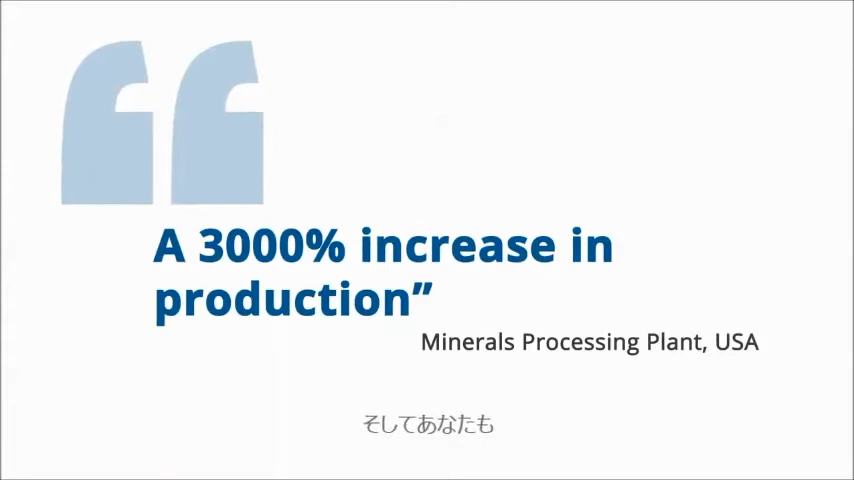 A 3000% increase in
production”
Minerals Processing Plant, USA
そしてあなたも